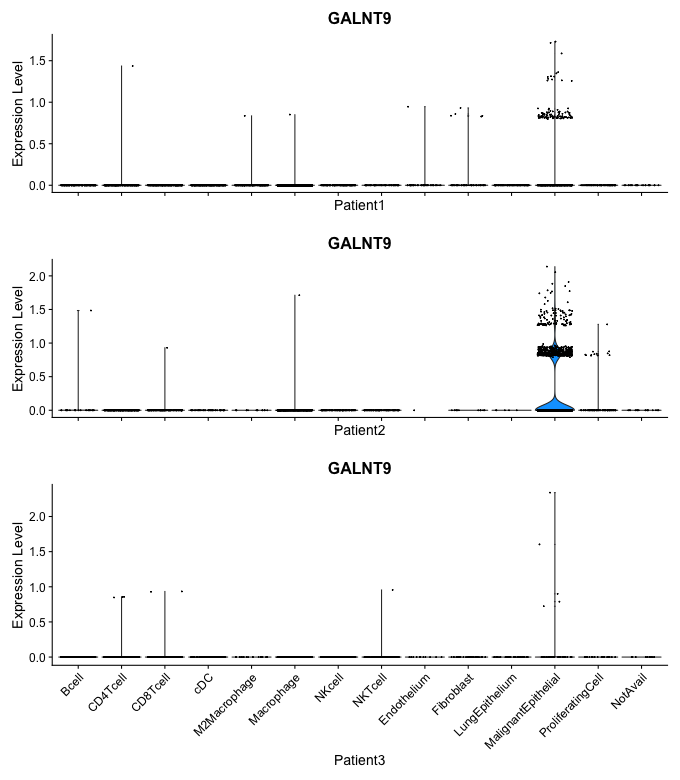 GALNT9
Expression Level
1.5
1.0
0.5
0.0
Patient1
GALNT9
Expression Level
2.0
1.5
1.0
0.5
0.0
Patient2
GALNT9
Expression Level
2.0
1.5
1.0
0.5
0.0
Bcell
CD4Tcell
CD8Tcell
cDC
M2Macrophage
Macrophage
NKcell
NKTcell
Endothelium
Fibroblast
LungEpithelium
MalignantEpithelial
ProliferatingCell
NotAvail
Patient3